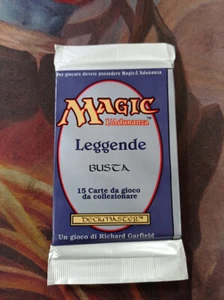 Per giocare dovete possedere Magic-L'Adunanza
MAGIC
L'Adunanza
Leggende
BUSTA
15 Carte da gioco
da collezionare
DECKMASTER
Un gioco di Richard Garfield